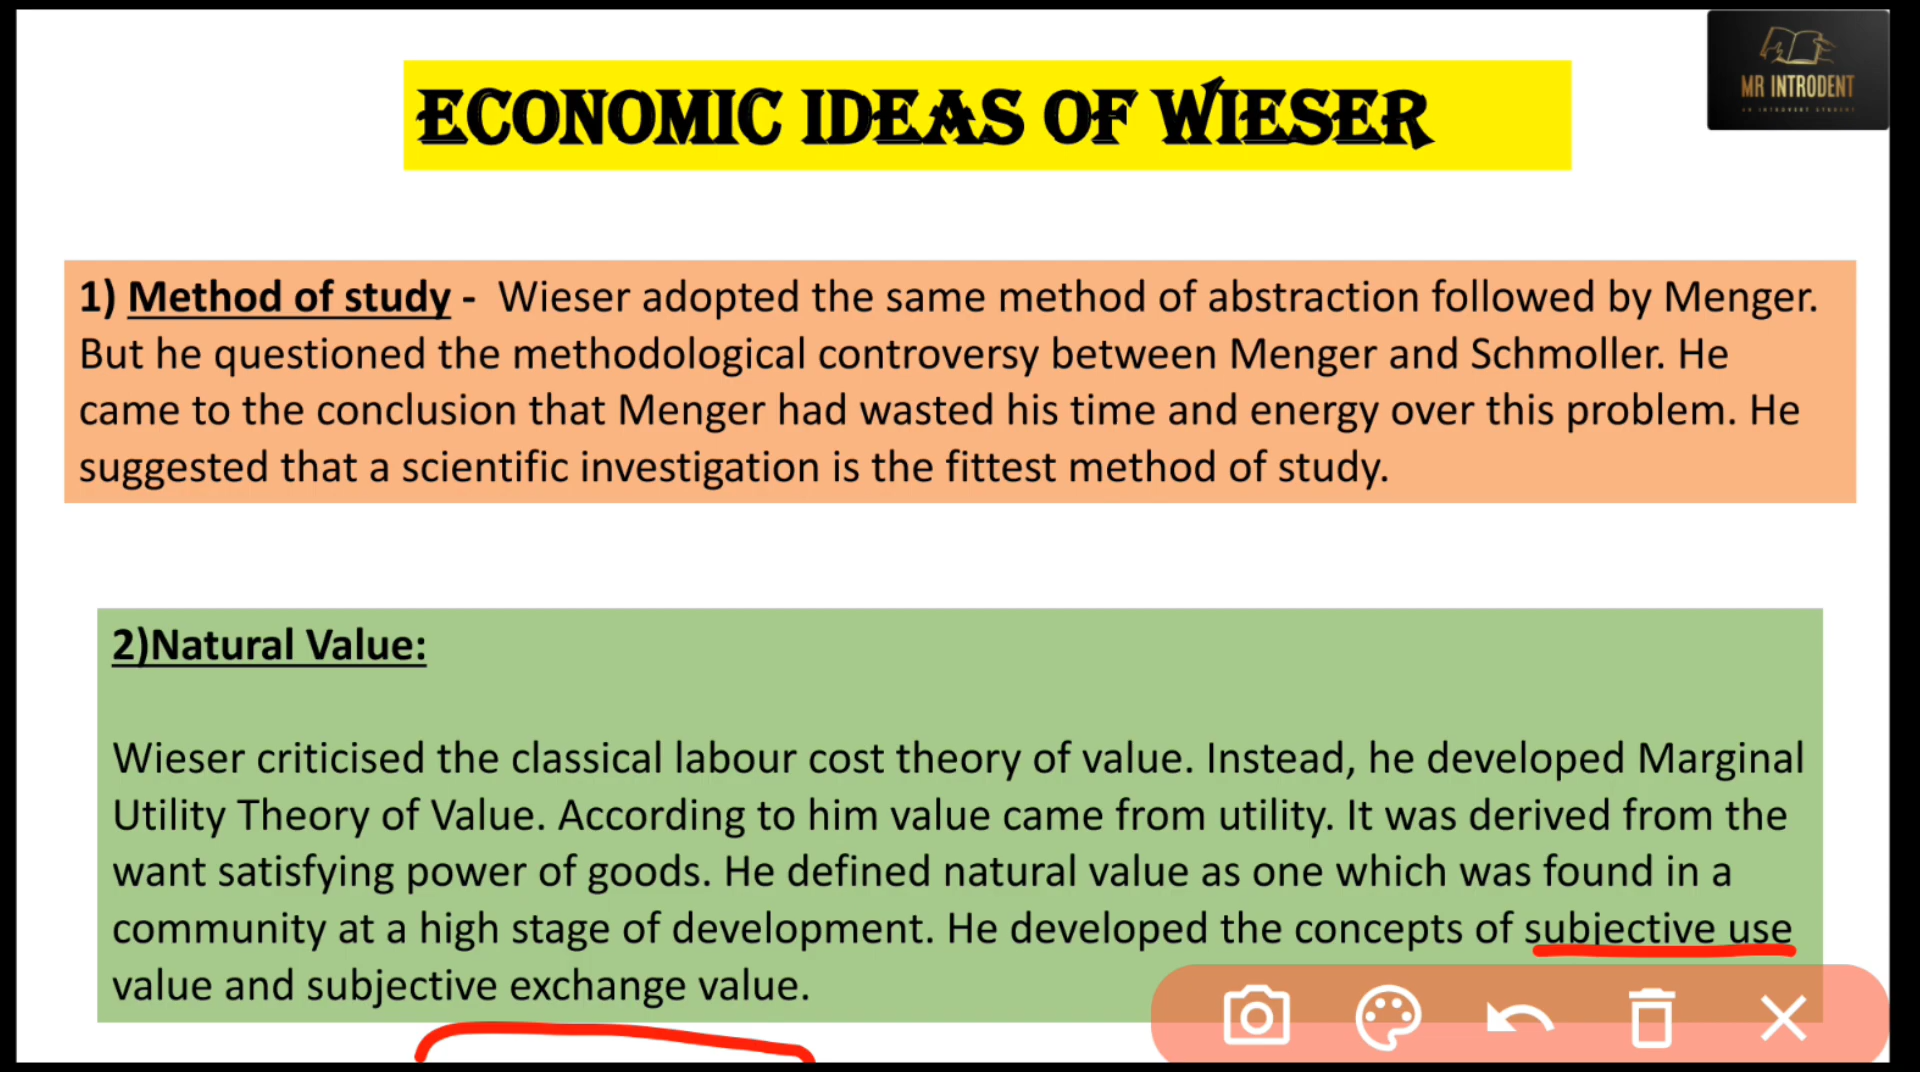 MR INTRODENT
AN INTROVERT STUDENT
ECONOMIC IDEAS OF WIESER
1) Method of study - Wieser adopted the same method of abstraction followed by Menger.
But he questioned the methodological controversy between Menger and Schmoller. He
came to the conclusion that Menger had wasted his time and energy over this problem. He
suggested that a scientific investigation is the fittest method of study.
2)Natural Value:
Wieser criticised the classical labour cost theory of value. Instead, he developed Marginal
Utility Theory of Value. According to him value came from utility. It was derived from the
want satisfying power of goods. He defined natural value as one which was found in a
community at a high stage of development. He developed the concepts of subjective use
value and subjective exchange value.